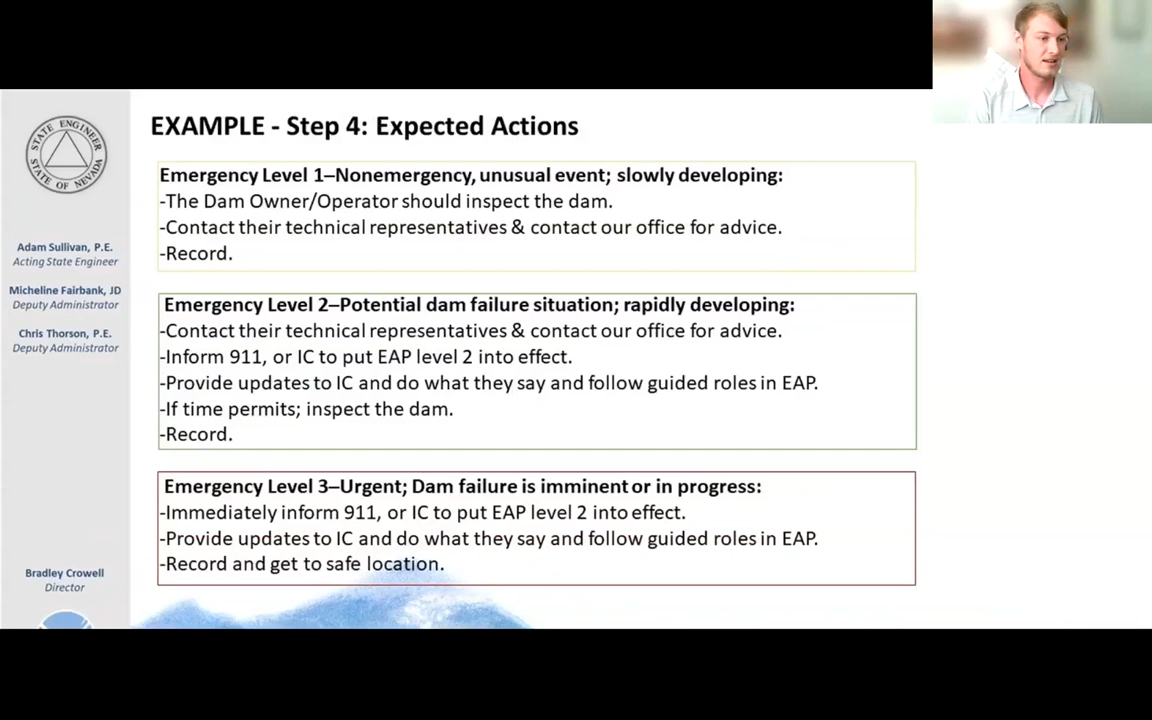 EXAMPLE - Step 4: Expected Actions
STATE ENGINEER
STATE OF NEVADA
Adam Sullivan, P.E.
Acting State Engineer
Micheline Fairbank, JD
Deputy Administrator
Chris Thorson, P.E.
Deputy Administrator
Bradley Crowell
Director
Emergency Level 1–Nonemergency, unusual event; slowly developing:
-The Dam Owner/Operator should inspect the dam.
-Contact their technical representatives & contact our office for advice.
-Record.
Emergency Level 2–Potential dam failure situation; rapidly developing:
-Contact their technical representatives & contact our office for advice.
-Inform 911, or IC to put EAP level 2 into effect.
-Provide updates to IC and do what they say and follow guided roles in EAP.
-If time permits; inspect the dam.
-Record.
Emergency Level 3–Urgent; Dam failure is imminent or in progress:
-Immediately inform 911, or IC to put EAP level 2 into effect.
-Provide updates to IC and do what they say and follow guided roles in EAP.
-Record and get to safe location.